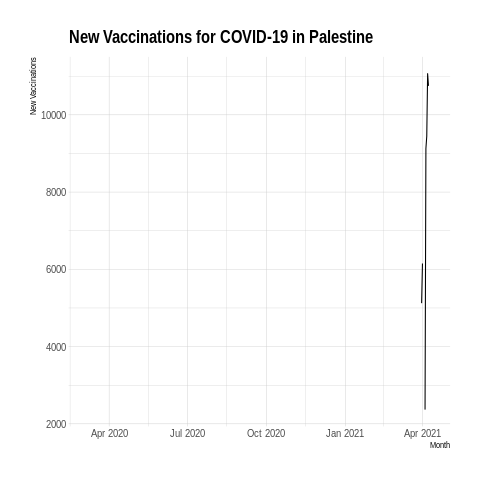 New Vaccinations for COVID-19 in Palestine
New Vaccinations
10000
8000
6000
4000
2000
Apr 2020 Jul 2020 Oct 2020 Jan 2021 Apr 2021
Month